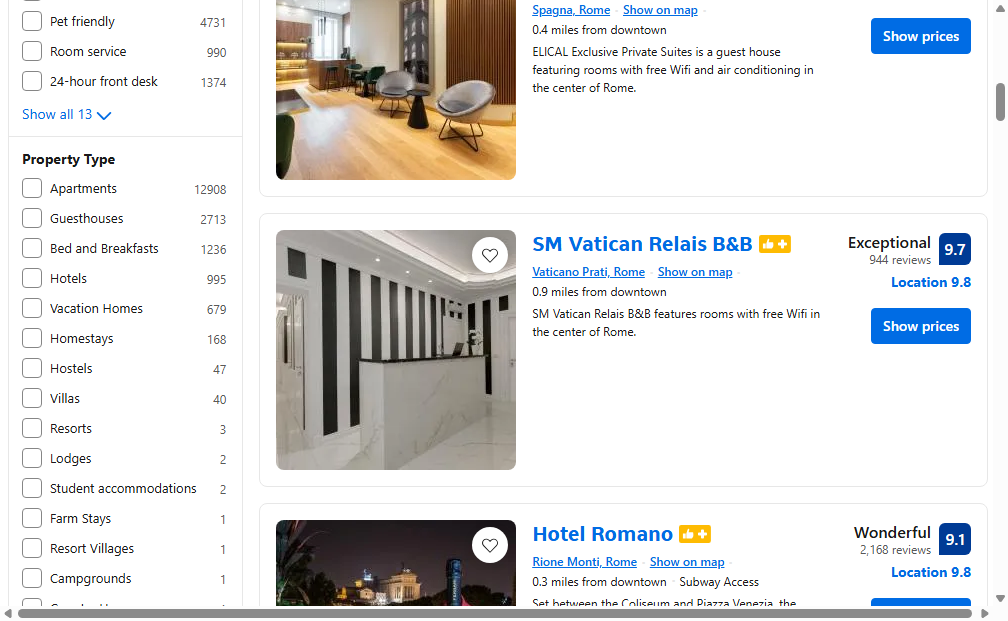 Pet friendly 4731
Room service 990
24-hour front desk 1374
Show all 13
Property Type
Apartments 12908
Guesthouses 2713
Bed and Breakfasts 1236
Hotels 995
Vacation Homes 679
Homestays 168
Hostels 47
Villas 40
Resorts 3
Lodges 2
Student accommodations 2
Farm Stays 1
Resort Villages 1
Campgrounds 1
Spagna, Rome · Show on map ·
0.4 miles from downtown
ELICAL Exclusive Private Suites is a guest house
featuring rooms with free Wifi and air conditioning in
the center of Rome.
Show prices
SM Vatican Relais B&B
Vaticano Prati, Rome · Show on map ·
0.9 miles from downtown
SM Vatican Relais B&B features rooms with free Wifi in
the center of Rome.
Exceptional 9.7
944 reviews
Location 9.8
Show prices
Hotel Romano
Rione Monti, Rome · Show on map ·
0.3 miles from downtown · Subway Access
Set between the Coliseum and Piazza Venezia, the
Wonderful 9.1
2,168 reviews
Location 9.8